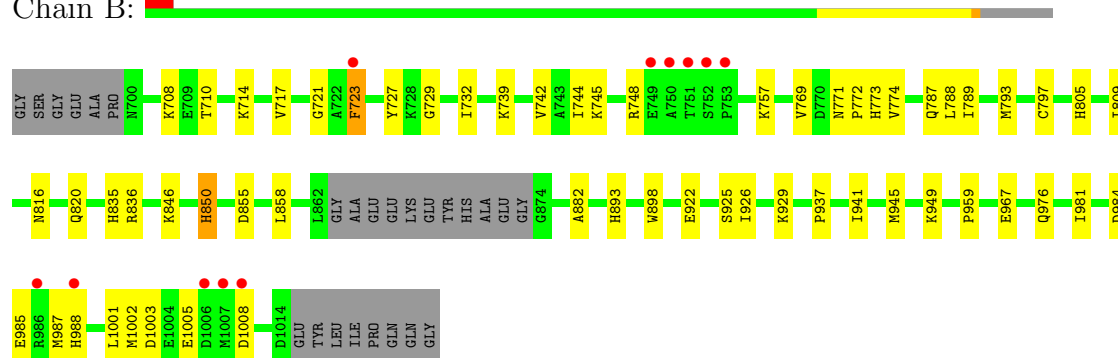 Chain B:
GLY SER GLY GLU ALA PRO N700 K708 E709 T710 K714 V717 G721 A722 F723 Y727 K728 G729 I732 K739 V742 A743 I744 K745 R748 E749 A750 T751 S752 P753 K757 V769 D770 N771 P772 H773 V774 Q787 L788 I789 M793 C797 H805
N816 Q820 H835 R836 K846 H850 D855 L858 L862 GLY ALA GLU GLU LYS GLU TYR HIS ALA GLU GLY G874 A882 H893 W898 E922 S925 I926 K929 P937 I941 M945 K949 P959 E967 Q976 I981
E985 R986 M987 H988 L1001 M1002 D1003 E1004 E1005 D1006 M1007 D1008 D1014 GLU TYR LEU ILE PRO GLN GLN GLY